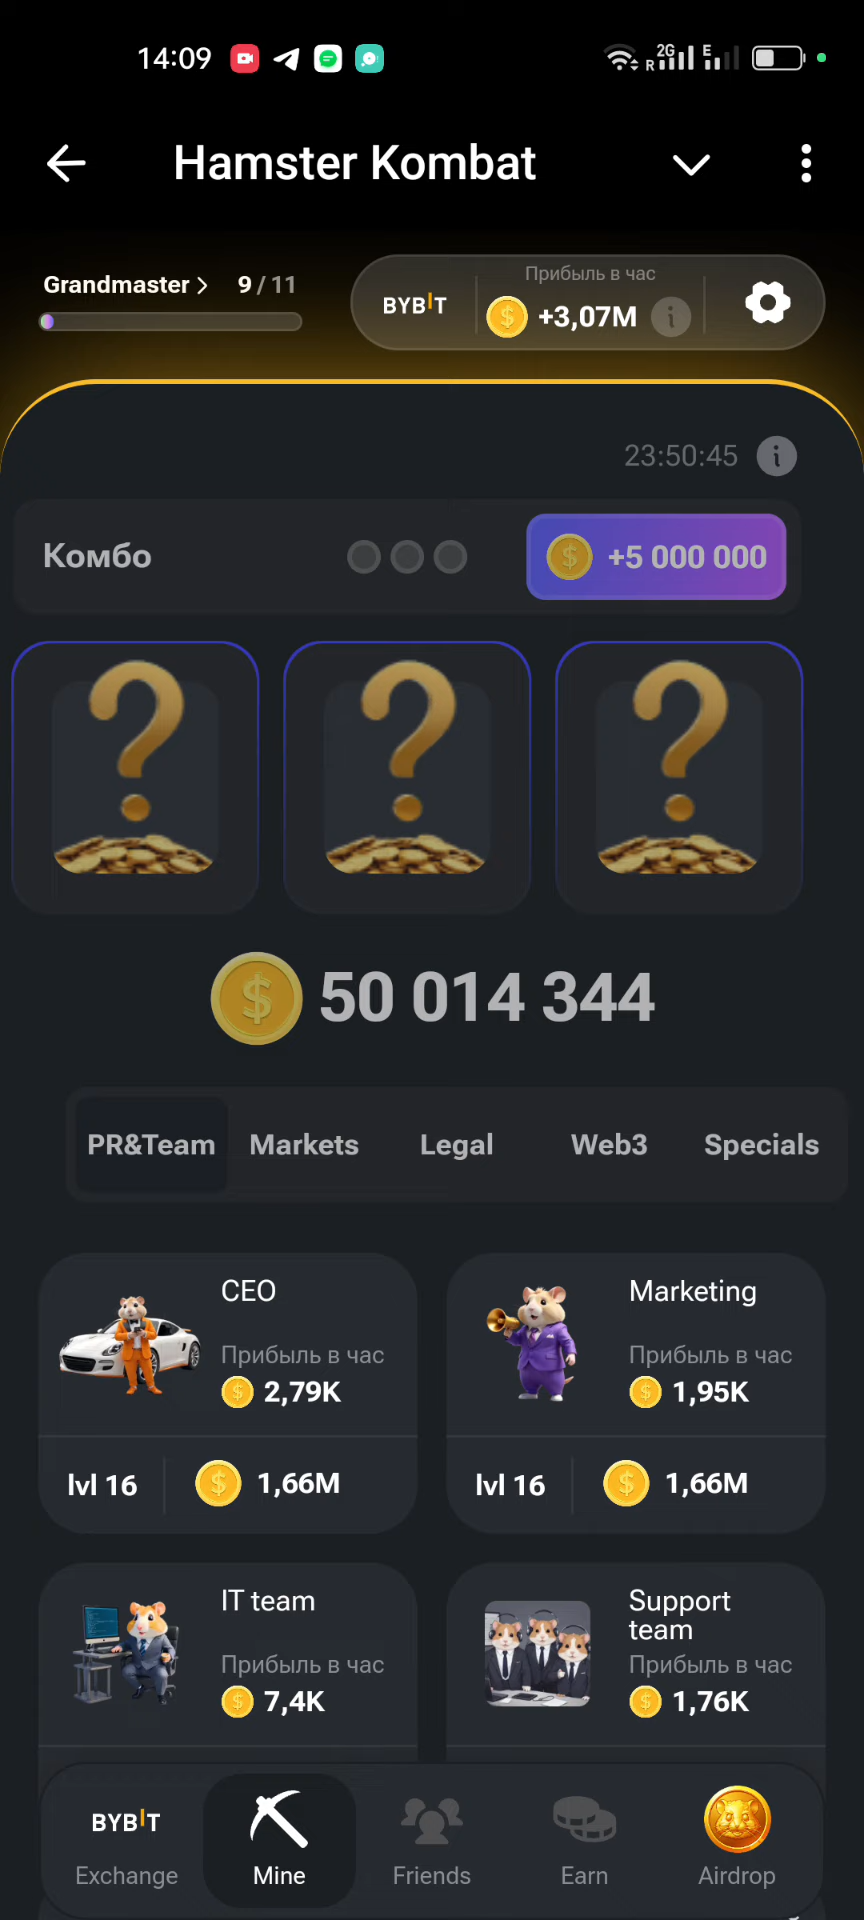 14:09
2G
R
E
Hamster Kombat
Grandmaster > 9 / 11
BYBIT
Прибыль в час
+3,07M
23:50:45
Комбо
+5 000 000
50 014 344
PR&Team Markets Legal Web3 Specials
CEO
Прибыль в час
2,79K
lvl 16 1,66M
Marketing
Прибыль в час
1,95K
lvl 16 1,66M
IT team
Прибыль в час
7,4K
Support
team
Прибыль в час
1,76K
BYBIT
Exchange Mine Friends Earn Airdrop